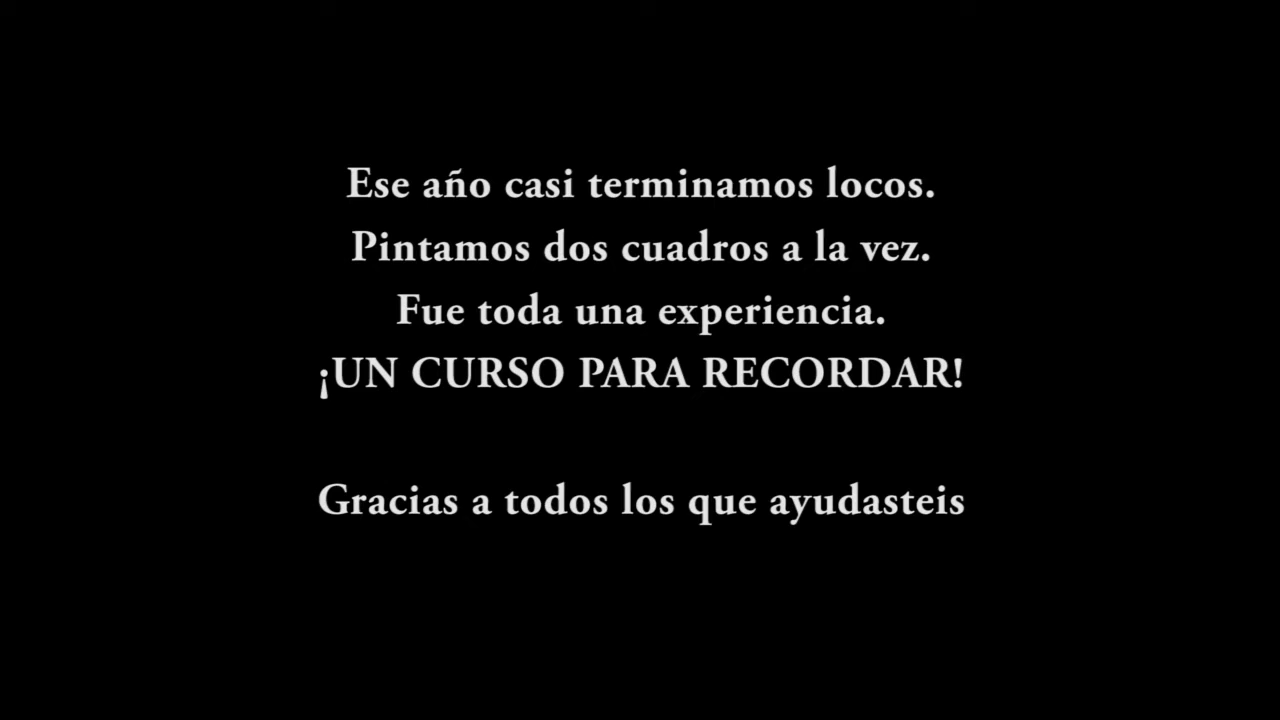 Ese año casi terminamos locos.
Pintamos dos cuadros a la vez.
Fue toda una experiencia.
¡UN CURSO PARA RECORDAR!
Gracias a todos los que ayudasteis